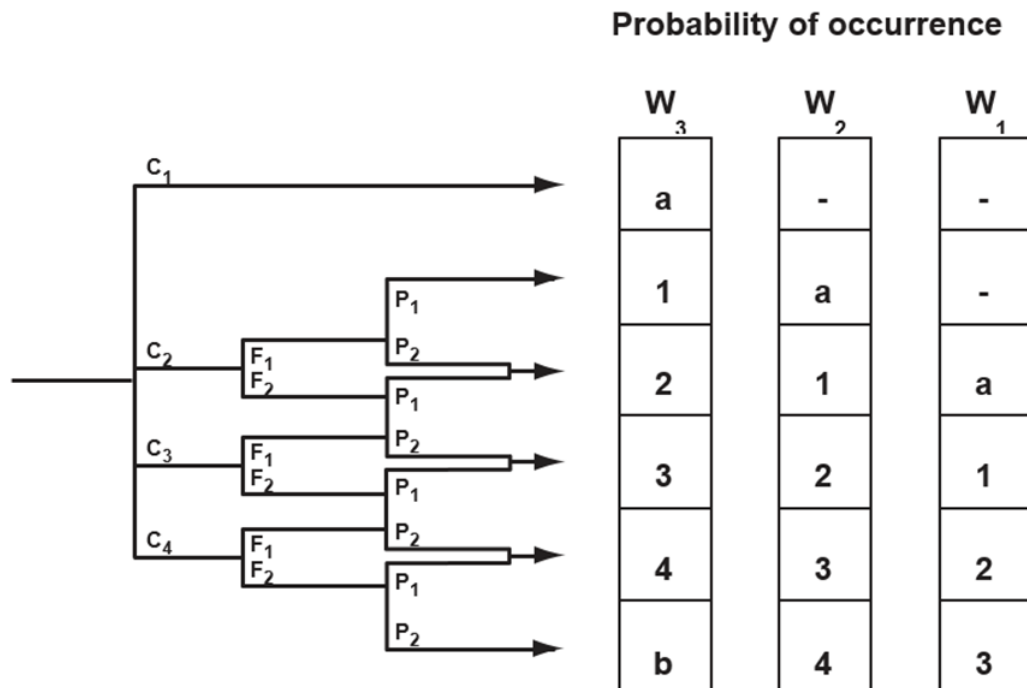 Probability of occurrence
W3 W2 W1
C1
a - -
P1
1 a -
C2
F1
P2
F2
P1
2 1 a
C3
F1
P2
F2
P1
3 2 1
C4
F1
P2
F2
P1
4 3 2
P2
b 4 3